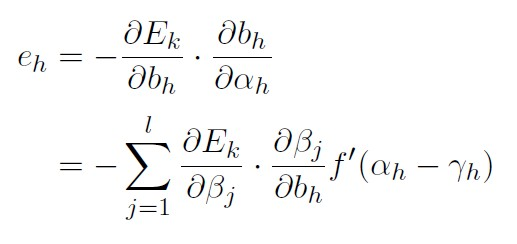 e_h = -\frac{\partial E_k}{\partial b_h} \cdot \frac{\partial b_h}{\partial \alpha_h}
= -\sum_{j=1}^{l} \frac{\partial E_k}{\partial \beta_j} \cdot \frac{\partial \beta_j}{\partial b_h} f'(\alpha_h - \gamma_h)